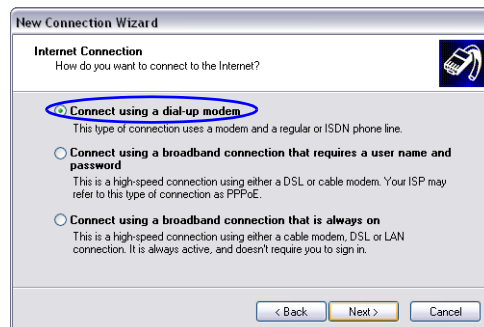 New Connection Wizard
Internet Connection
How do you want to connect to the Internet?
Connect using a dial-up modem
This type of connection uses a modem and a regular or ISDN phone line.
Connect using a broadband connection that requires a user name and
password
This is a high-speed connection using either a DSL or cable modem. Your ISP may
refer to this type of connection as PPPoE.
Connect using a broadband connection that is always on
This is a high-speed connection using either a cable modem, DSL or LAN
connection. It is always active, and doesn't require you to sign in.
< Back Next > Cancel